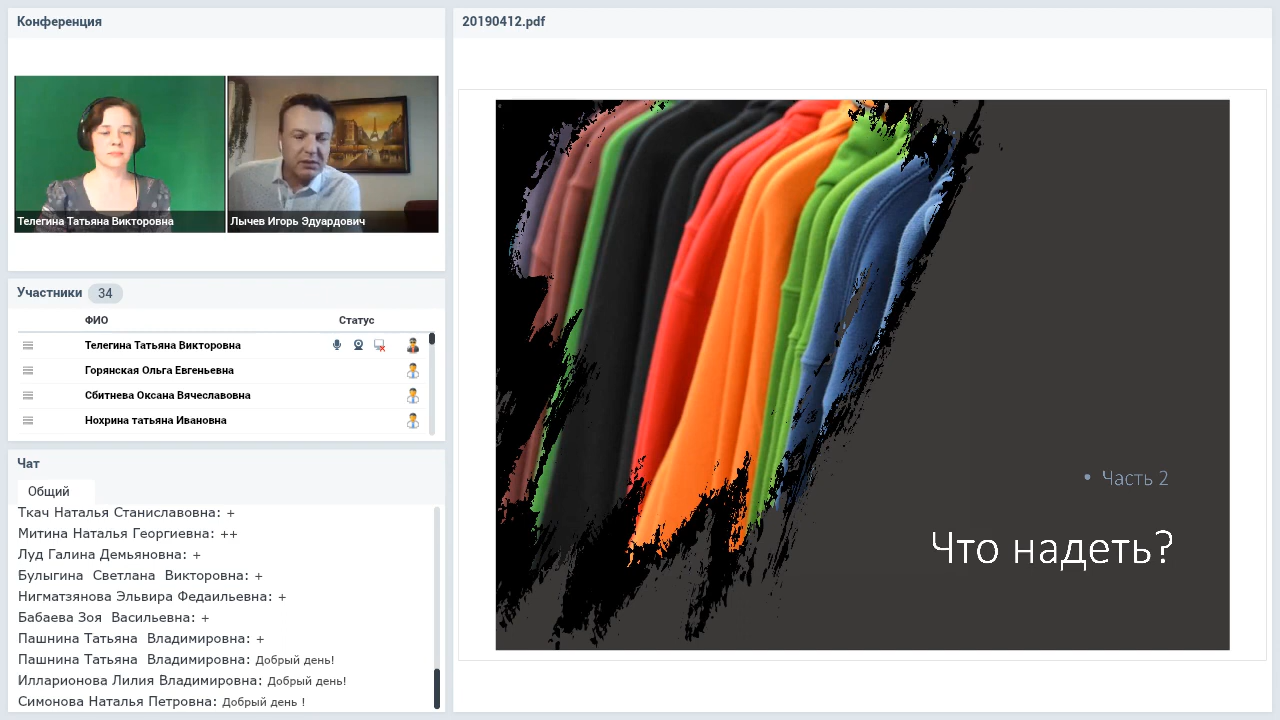 Конференция
Телегина Татьяна Викторовна
Лычев Игорь Эдуардович
Участники 34
ФИО Статус
Телегина Татьяна Викторовна
Горянская Ольга Евгеньевна
Сбитнева Оксана Вячеславовна
Нохрина татьяна Ивановна
Чат
Общий
Ткач Наталья Станиславовна: +
Митина Наталья Георгиевна: ++
Луд Галина Демьяновна: +
Булыгина Светлана Викторовна: +
Нигматзянова Эльвира Федаильевна: +
Бабаева Зоя Васильевна: +
Пашнина Татьяна Владимировна: +
Пашнина Татьяна Владимировна: Добрый день!
Илларионова Лилия Владимировна: Добрый день!
Симонова Наталья Петровна: Добрый день !
20190412.pdf
• Часть 2
Что надеть?